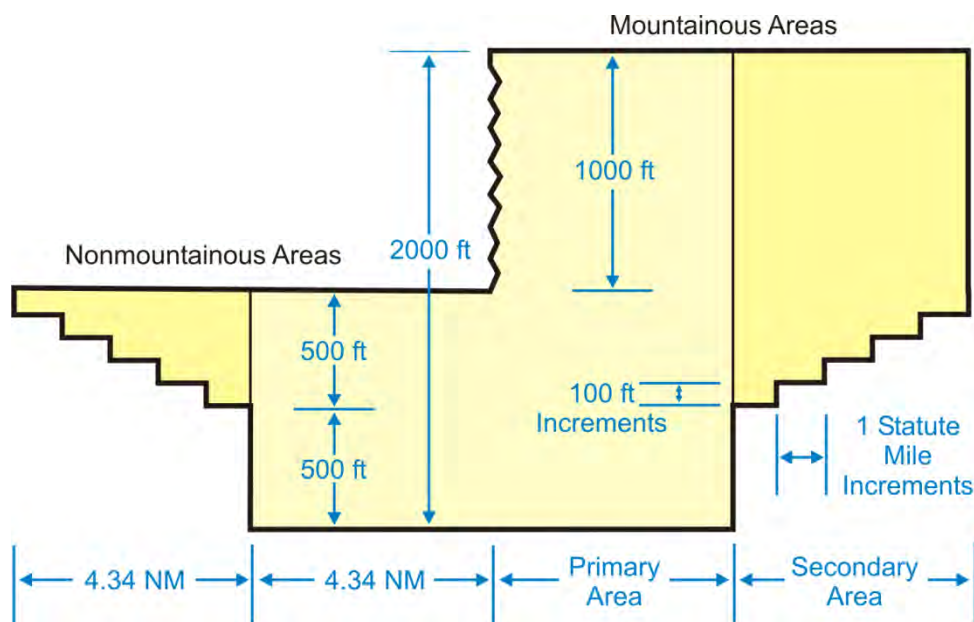 Mountainous Areas
1000 ft
2000 ft
Nonmountainous Areas
500 ft
100 ft
Increments
500 ft
1 Statute
Mile
Increments
4.34 NM
4.34 NM
Primary
Area
Secondary
Area